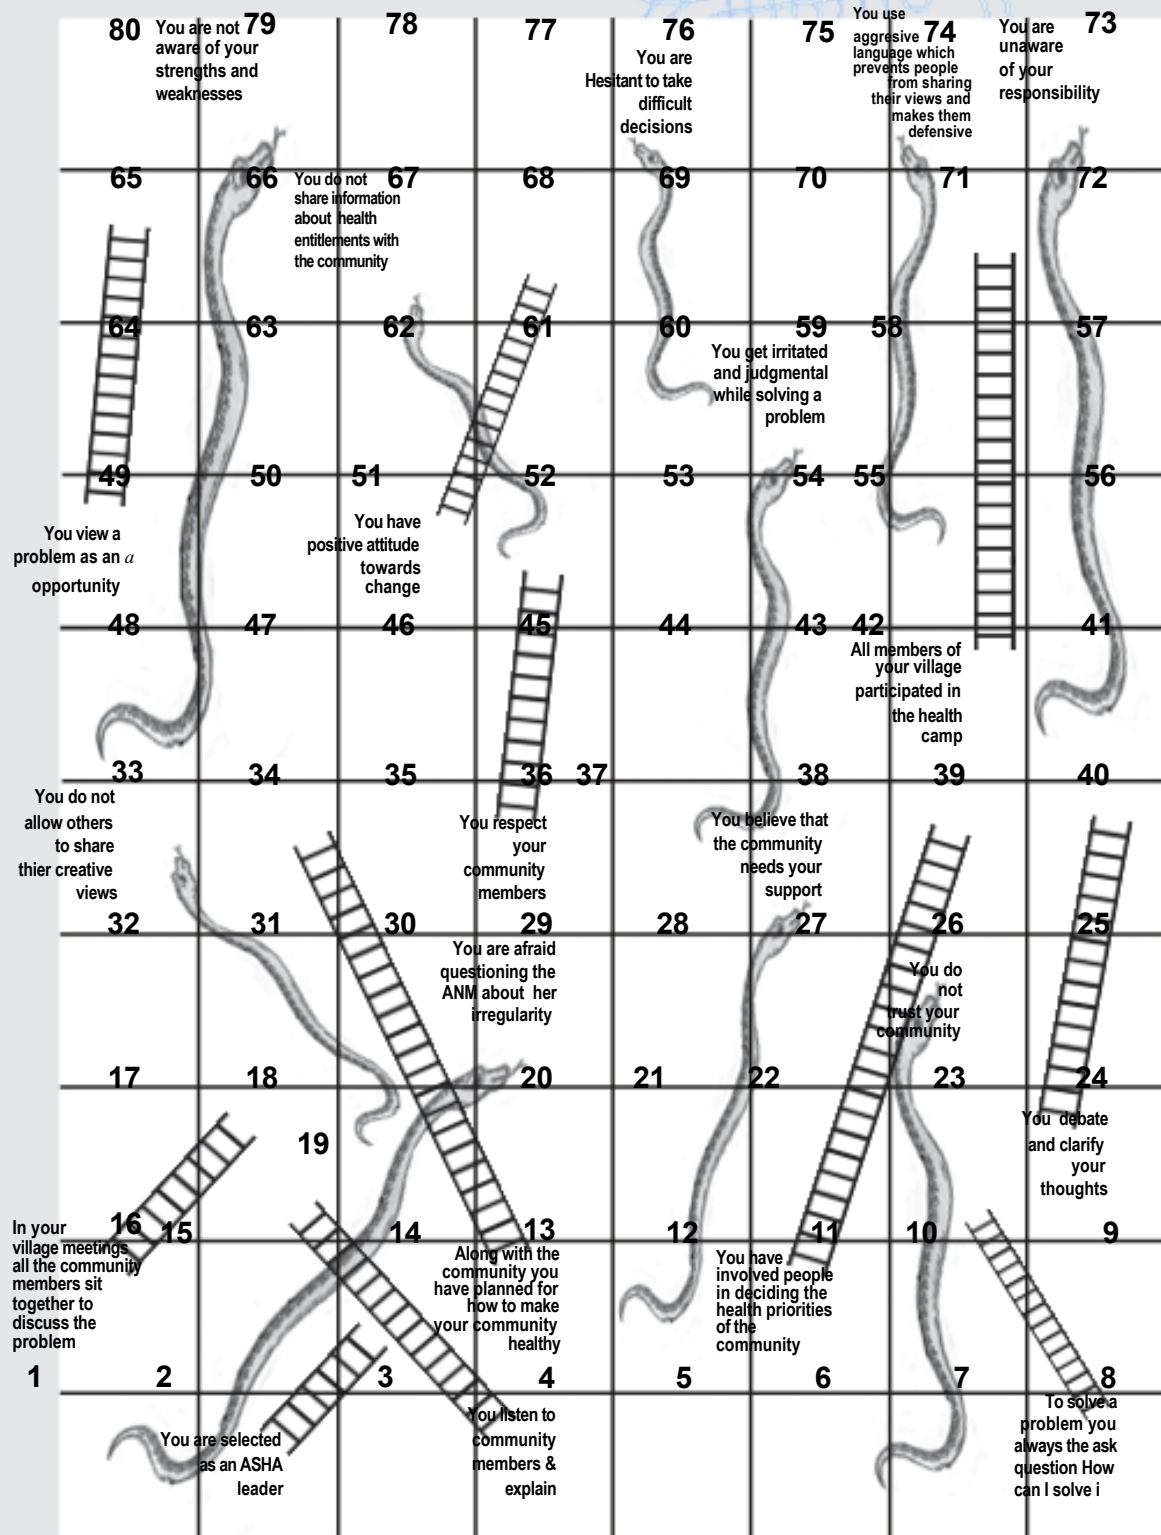 80
You are not
aware of your
strengths and
weaknesses
79
78
77
76
You are
Hesitant to take
difficult
decisions
75
You use
aggresive
language which
prevents people
from sharing
their views and
makes them
defensive
74
You are
unaware
of your
responsibility
73
65
66
You do not
share information
about health
entitlements with
the community
67
68
69
70
71
72
64
63
62
61
60
59
58
57
You get irritated
and judgmental
while solving a
problem
49
50
51
52
53
54
55
56
You view a
problem as an a
opportunity
You have
positive attitude
towards
change
48
47
46
45
44
43
42
41
All members of
your village
participated in
the health
camp
33
34
35
36
37
38
39
40
You do not
allow others
to share
thier creative
views
You respect
your
community
members
You believe that
the community
needs your
support
32
31
30
29
28
27
26
25
You are afraid
questioning the
ANM about her
irregularity
You do
not
trust your
community
17
18
20
21
22
23
24
19
You debate
and clarify
your
thoughts
16
15
14
13
12
11
10
9
In your
village meetings
all the community
members sit
together to
discuss the
problem
Along with the
community you
have planned for
how to make
your community
healthy
You have
involved people
in deciding the
health priorities
of the
community
1
2
3
4
5
6
7
8
You are selected
as an ASHA
leader
You listen to
community
members &
explain
To solve a
problem you
always the ask
question How
can I solve i